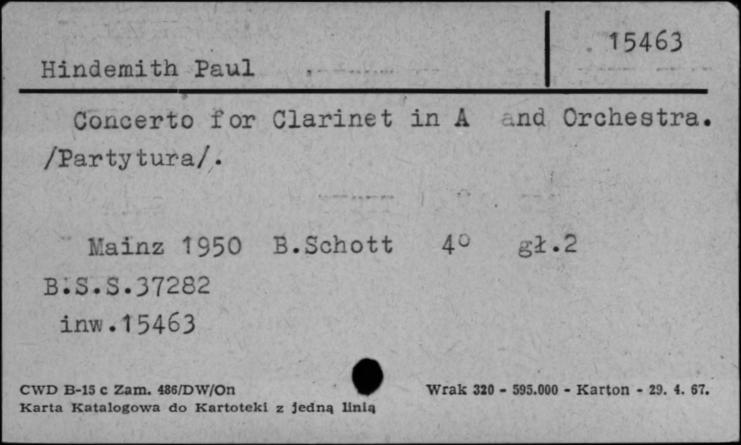 15463
Hindemith Paul
Concerto for Clarinet in A and Orchestra.
/Partytura/.
Mainz 1950 B.Schott 4º gł.2
B.S.S.37282
inw.15463
CWD B-15 c Zam. 486/DW/On Wrak 320 - 595.000 - Karton - 29. 4. 67.
Karta Katalogowa do Kartoteki z jedną linią